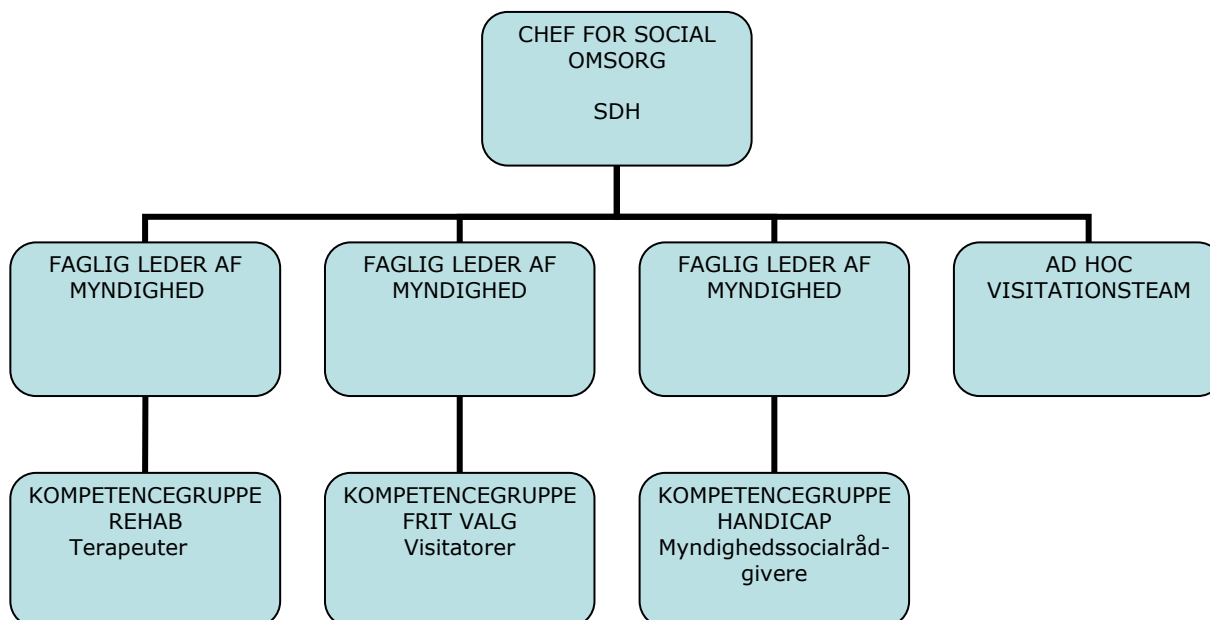 CHEF FOR SOCIAL
OMSORG
SDH
FAGLIG LEDER AF
MYNDIGHED
FAGLIG LEDER AF
MYNDIGHED
FAGLIG LEDER AF
MYNDIGHED
AD HOC
VISITATIONSTEAM
KOMPETENCEGRUPPE
REHAB
Terapeuter
KOMPETENCEGRUPPE
FRIT VALG
Visitatorer
KOMPETENCEGRUPPE
HANDICAP
Myndighedssocialråd-
givere